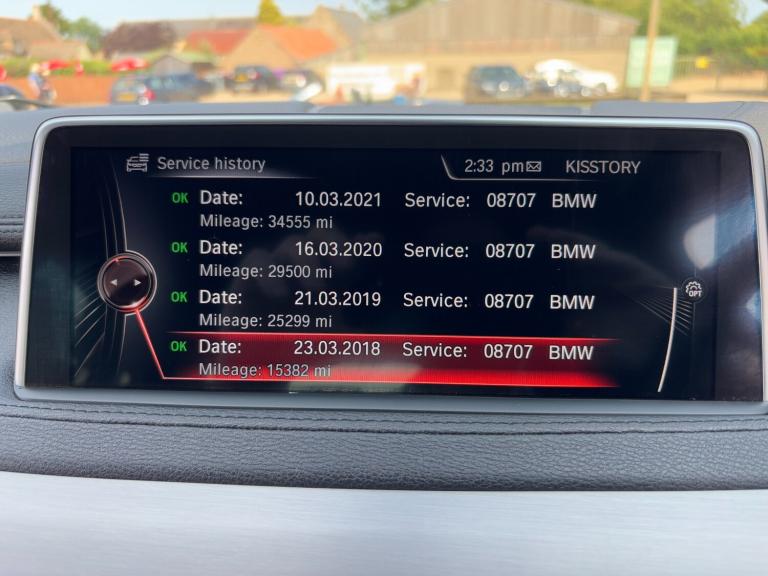 Service history 2:33 pm KISSTORY
OK Date: 10.03.2021 Service: 08707 BMW
Mileage: 34555 mi
OK Date: 16.03.2020 Service: 08707 BMW
Mileage: 29500 mi
OK Date: 21.03.2019 Service: 08707 BMW
Mileage: 25299 mi
OK Date: 23.03.2018 Service: 08707 BMW
Mileage: 15382 mi
OPT